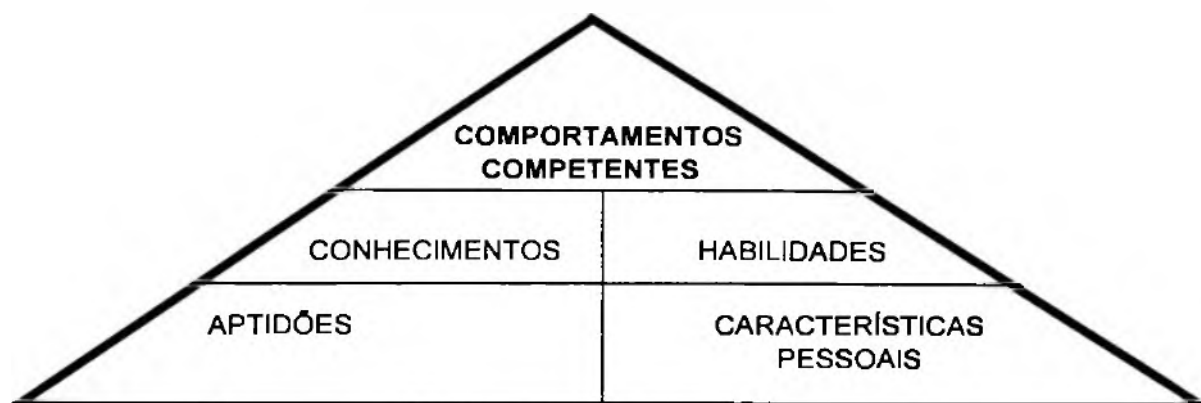 COMPORTAMENTOS
COMPETENTES
CONHECIMENTOS
HABILIDADES
APTIDÕES
CARACTERÍSTICAS
PESSOAIS